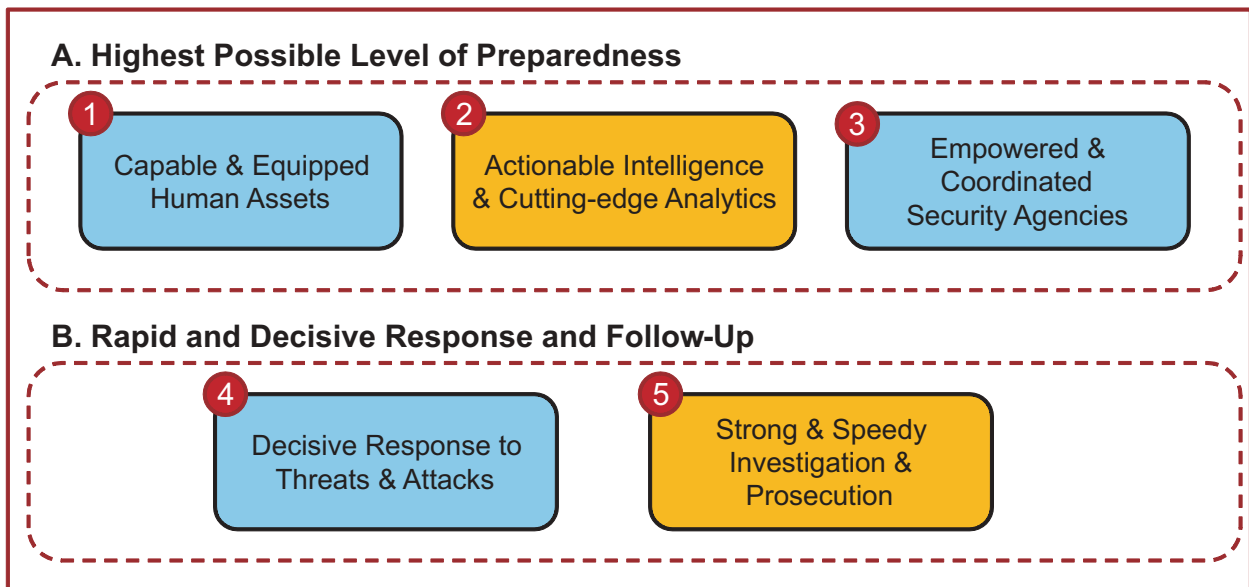 A. Highest Possible Level of Preparedness
1
Capable & Equipped
Human Assets
2
Actionable Intelligence
& Cutting-edge Analytics
3
Empowered &
Coordinated
Security Agencies
B. Rapid and Decisive Response and Follow-Up
4
Decisive Response to
Threats & Attacks
5
Strong & Speedy
Investigation &
Prosecution